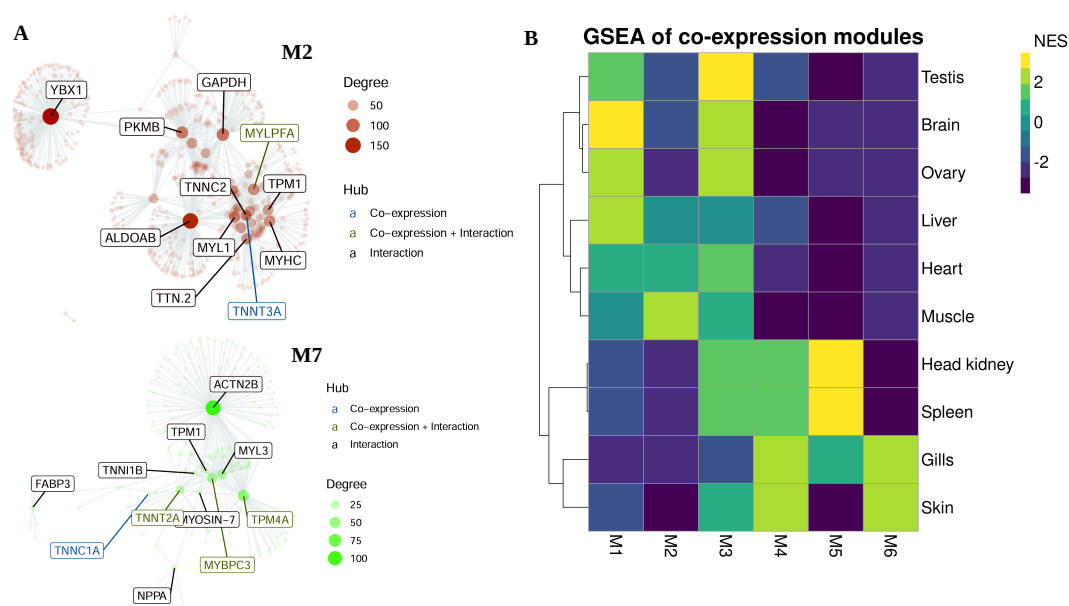 A
M2
YBX1
GAPDH
PKMB
MYLPFA
TNNC2
TPM1
ALDOAB
MYL1
MYHC
TTN.2
TNNT3A
Degree
50
100
150
Hub
a Co−expression
a Co−expression + Interaction
a Interaction
M7
ACTN2B
TPM1
MYL3
TNNI1B
FABP3
TNNT2A
MYOSIN−7
TPM4A
TNNC1A
MYBPC3
NPPA
Hub
a Co−expression
a Co−expression + Interaction
a Interaction
Degree
25
50
75
100
B
GSEA of co-expression modules
NES
2
0
-2
Testis
Brain
Ovary
Liver
Heart
Muscle
Head kidney
Spleen
Gills
Skin
M1 M2 M3 M4 M5 M6